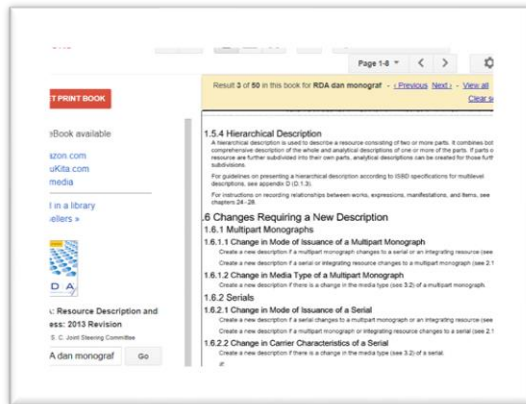 Page 1-8
T PRINT BOOK
eBook available
azon.com
uKita.com
media
d in a library
sellers »
: Resource Description and
ess: 2013 Revision
S. C. Joint Steering Committee
A dan monograf Go
Result 3 of 50 in this book for RDA dan monograf - ‹ Previous Next › - View all
Clear se
1.5.4 Hierarchical Description
A hierarchical description is used to describe a resource consisting of two or more parts. It combines bot
comprehensive description of the whole and analytical descriptions of one or more of the parts. If parts o
resource are further subdivided into their own parts, analytical descriptions can be created for those furth
subdivisions.
For guidelines on presenting a hierarchical description according to ISBD specifications for multilevel
descriptions, see appendix D (D.1.3).
For instructions on recording relationships between works, expressions, manifestations, and items, see
chapters 24-28.
.6 Changes Requiring a New Description
1.6.1 Multipart Monographs
1.6.1.1 Change in Mode of Issuance of a Multipart Monograph
Create a new description if a multipart monograph changes to a serial or an integrating resource (see
Create a new description if a serial or integrating resource changes to a multipart monograph (see 2.1
1.6.1.2 Change in Media Type of a Multipart Monograph
Create a new description if there is a change in the media type (see 3.2) of a multipart monograph.
1.6.2 Serials
1.6.2.1 Change in Mode of Issuance of a Serial
Create a new description if a serial changes to a multipart monograph or an integrating resource (see
Create a new description if a multipart monograph or integrating resource changes to a serial (see 2.1
1.6.2.2 Change in Carrier Characteristics of a Serial
Create a new description if there is a change in the media type (see 3.2) of a serial.